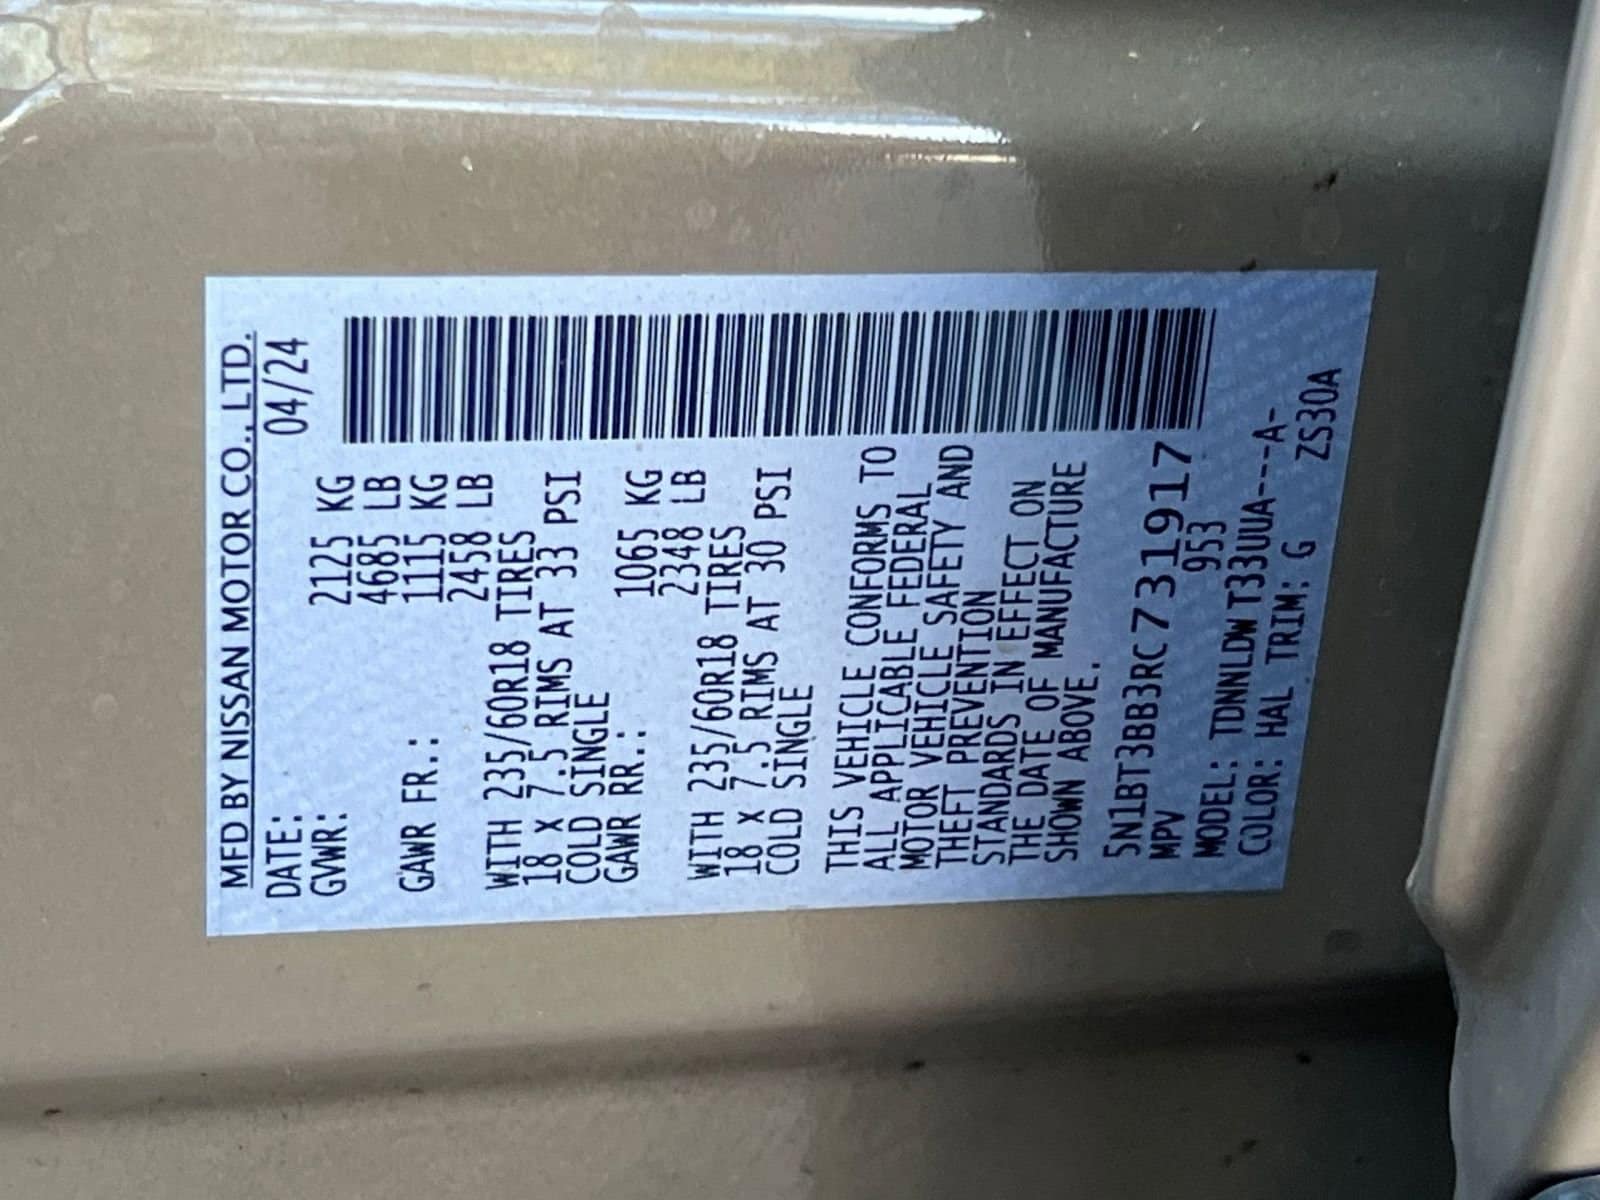 MFD BY NISSAN MOTOR CO., LTD.
DATE: 04/24
GVWR: 2125 KG
4685 LB
GAWR FR.: 1115 KG
2458 LB
WITH 235/60R18 TIRES
18 X 7.5 RIMS AT 33 PSI
COLD SINGLE
GAWR RR.: 1065 KG
2348 LB
WITH 235/60R18 TIRES
18 X 7.5 RIMS AT 30 PSI
COLD SINGLE
THIS VEHICLE CONFORMS TO
ALL APPLICABLE FEDERAL
MOTOR VEHICLE SAFETY AND
THEFT PREVENTION
STANDARDS IN EFFECT ON
THE DATE OF MANUFACTURE
SHOWN ABOVE.
5N1BT3BB3RC731917
MPV 953
MODEL: TDNNLDWT33UUA---A-
COLOR: HAL TRIM: G ZS30A